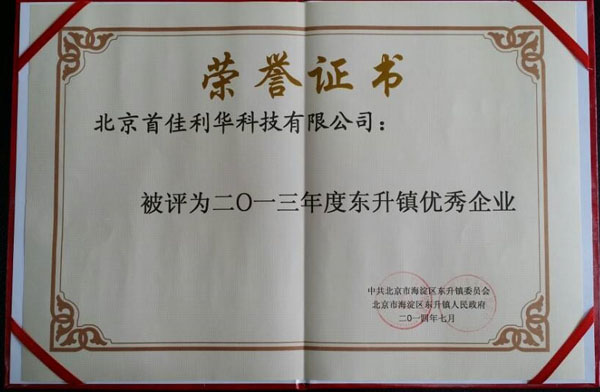 荣誉证书
北京首佳利华科技有限公司：
被评为二〇一三年度东升镇优秀企业
中共北京市海淀区东升镇委员会
北京市海淀区东升镇人民政府
二〇一四年七月